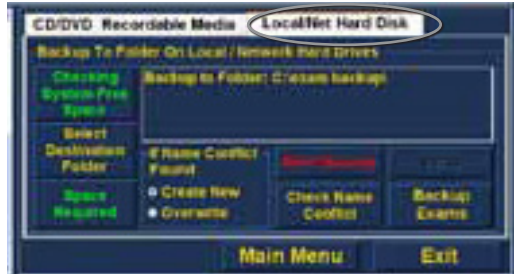 CD/DVD Recordable Media
Local/Net Hard Disk
Backup To Folder On Local / Network Hard Drives
Checking
System Free
Space
Backup to Folder: C:\exam backup\
Select
Destination
Folder
If Name Conflict
Found
Create New
Overwrite
Space
Required
Check Name
Conflict
Backup
Exams
Main Menu
Exit